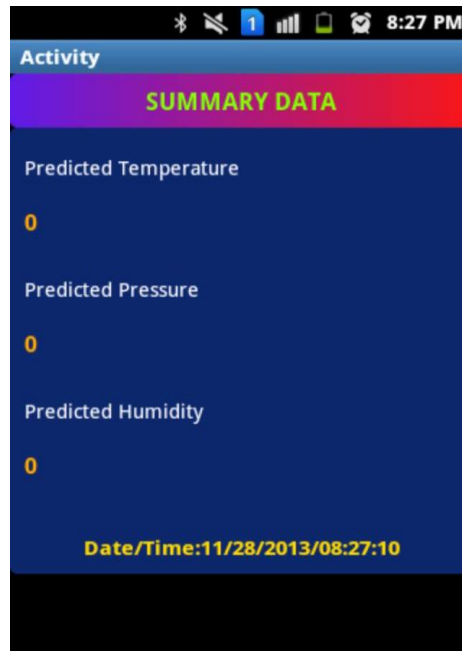 1 8:27 PM
Activity
SUMMARY DATA
Predicted Temperature
0
Predicted Pressure
0
Predicted Humidity
0
Date/Time:11/28/2013/08:27:10